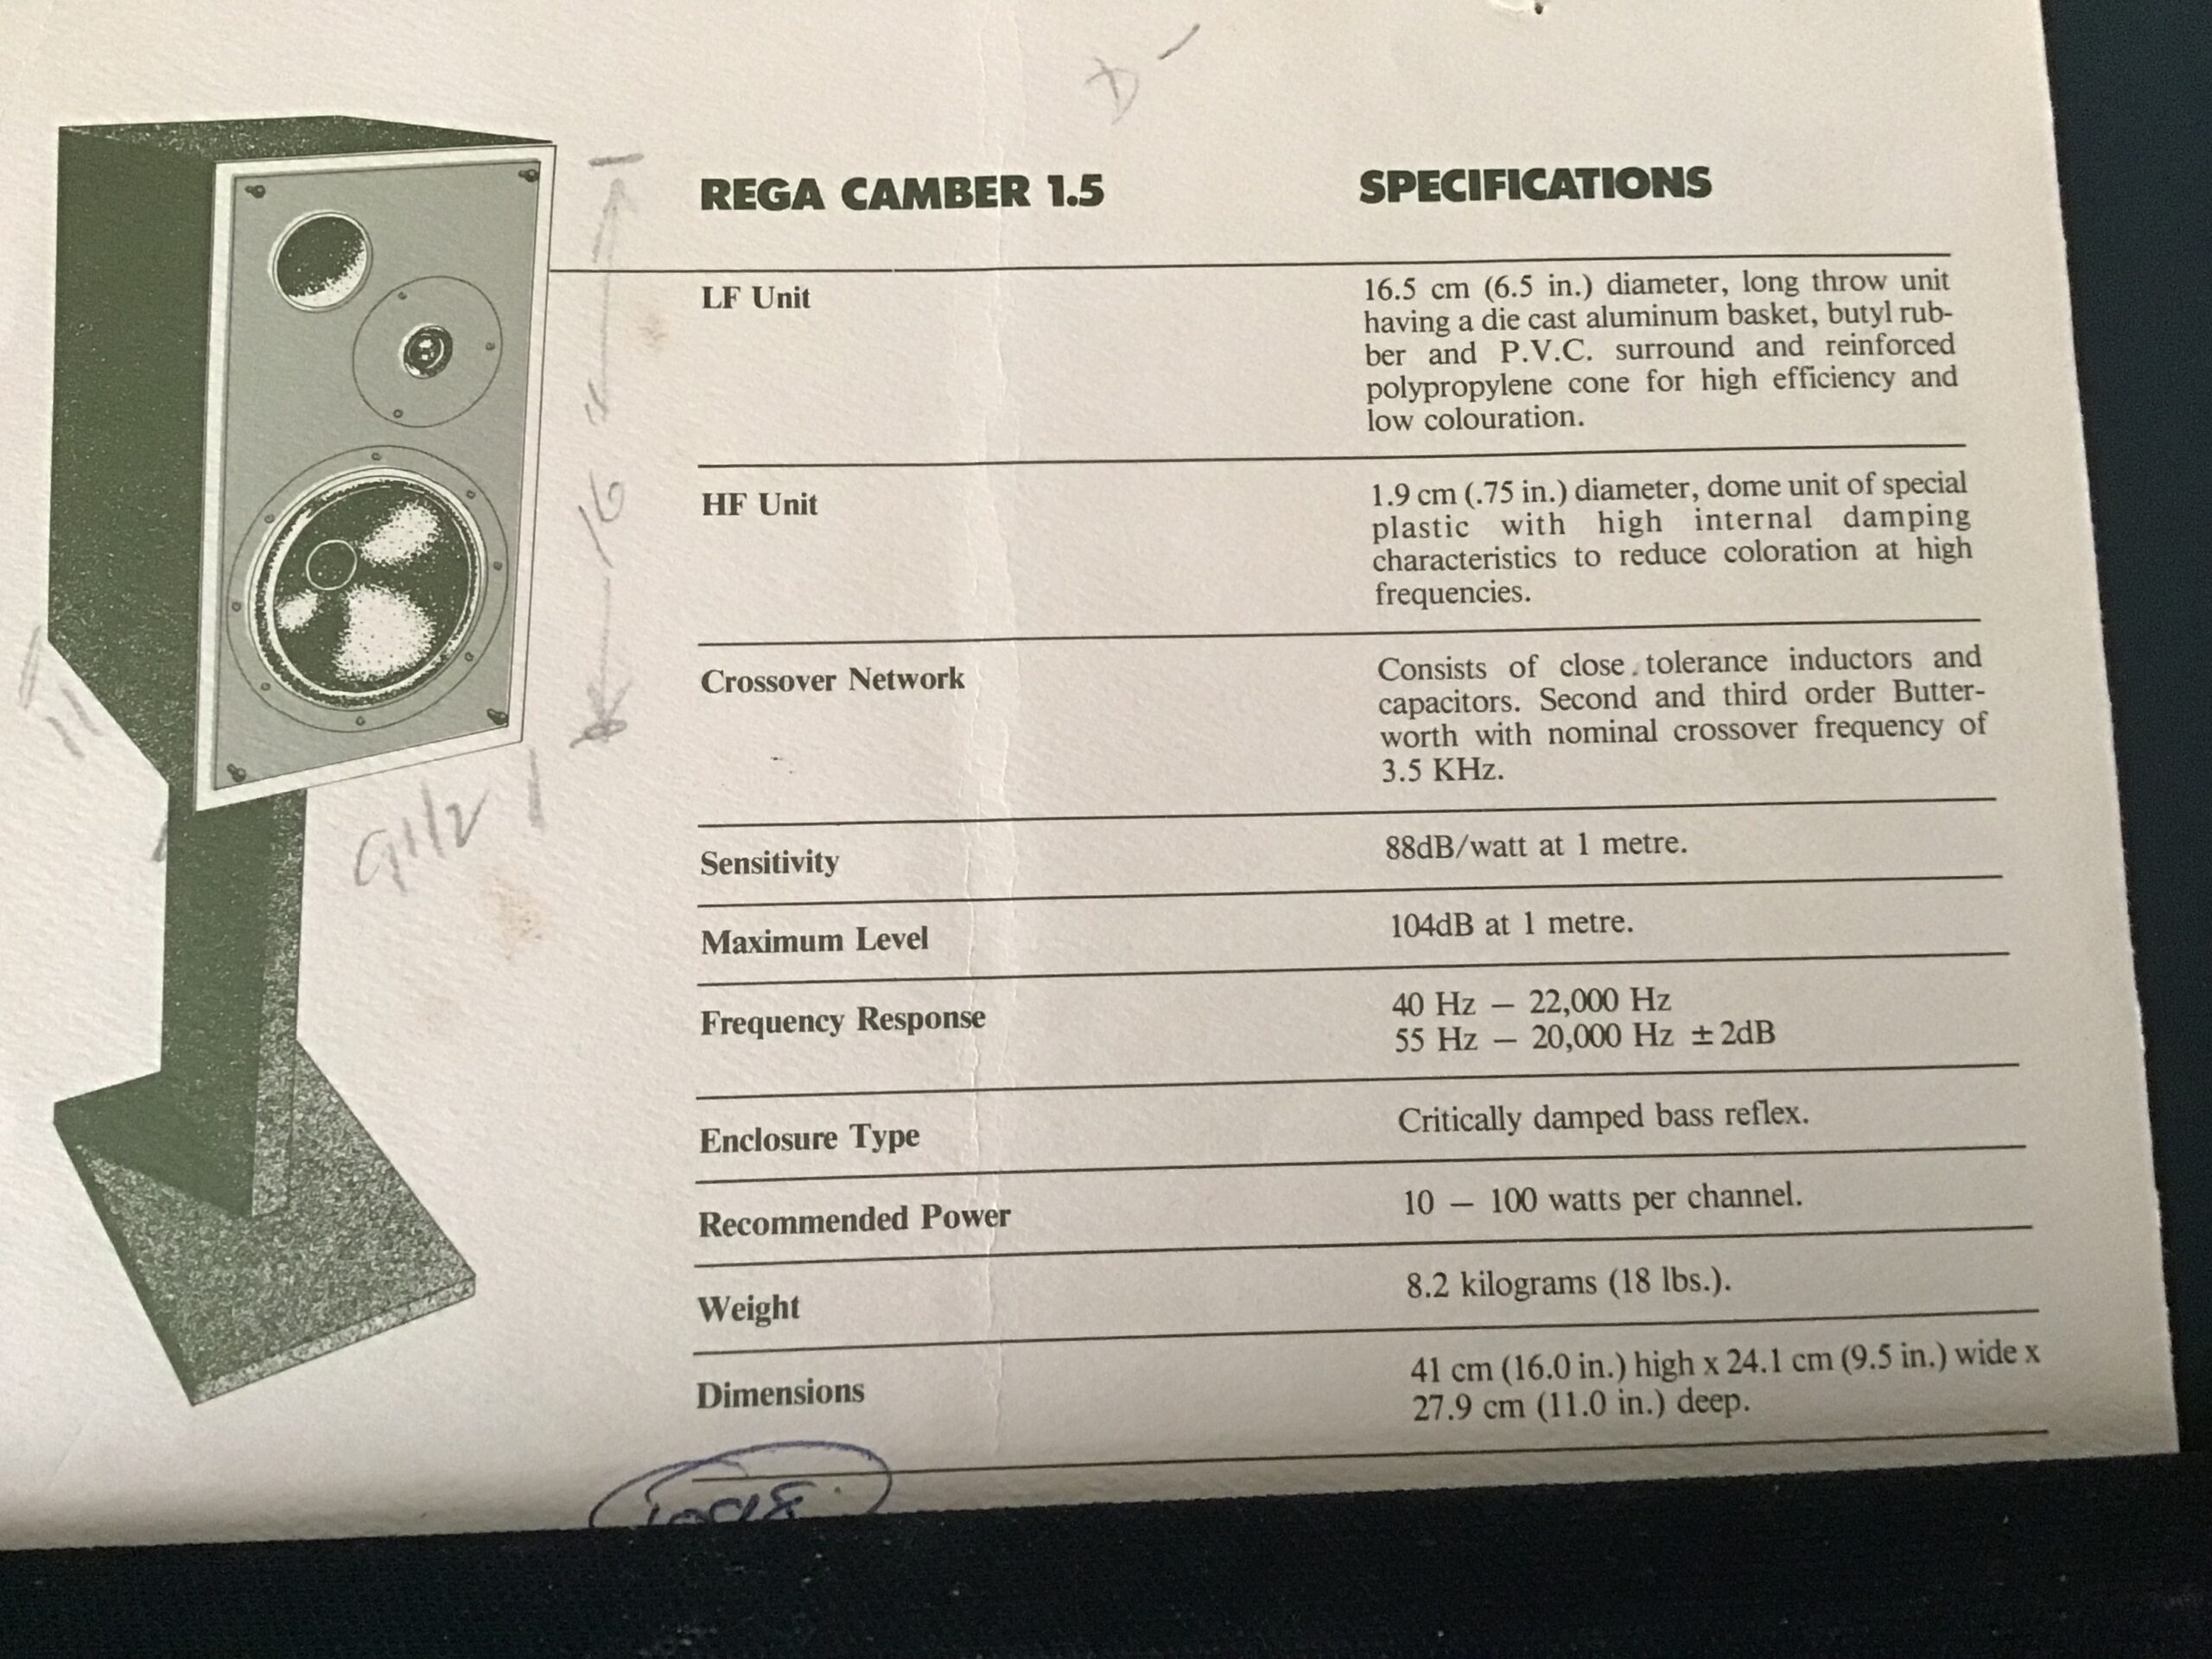 D -
REGA CAMBER 1.5
SPECIFICATIONS
LF Unit
16.5 cm (6.5 in.) diameter, long throw unit
having a die cast aluminum basket, butyl rub-
ber and P.V.C. surround and reinforced
polypropylene cone for high efficiency and
low colouration.
HF Unit
1.9 cm (.75 in.) diameter, dome unit of special
plastic with high internal damping
characteristics to reduce coloration at high
frequencies.
Crossover Network
Consists of close tolerance inductors and
capacitors. Second and third order Butter-
worth with nominal crossover frequency of
3.5 KHz.
Sensitivity
88dB/watt at 1 metre.
Maximum Level
104dB at 1 metre.
Frequency Response
40 Hz – 22,000 Hz
55 Hz – 20,000 Hz ±2dB
Enclosure Type
Critically damped bass reflex.
Recommended Power
10 – 100 watts per channel.
Weight
8.2 kilograms (18 lbs.).
Dimensions
41 cm (16.0 in.) high x 24.1 cm (9.5 in.) wide x
27.9 cm (11.0 in.) deep.
16
11
9 1/2